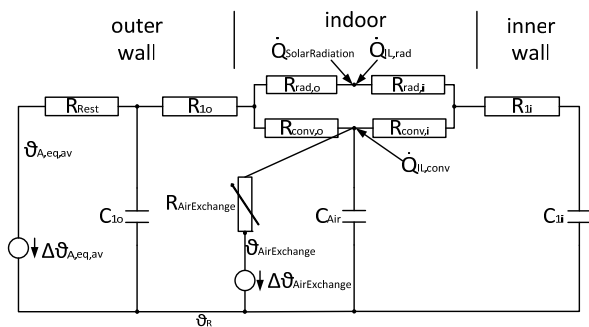 outer
wall
indoor
inner
wall
Q̇SolarRadiation
Q̇IL,rad
RRest
R1o
Rrad,o
Rrad,i
R1i
Rconv,o
Rconv,i
ϑA,eq,av
Q̇IL,conv
RAirExchange
C1o
CAir
C1i
ϑAirExchange
ΔϑA,eq,av
ΔϑAirExchange
ϑR